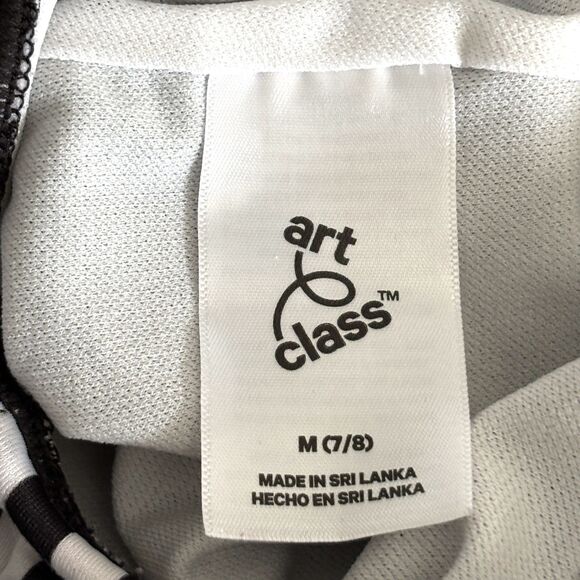 art
class™
M (7/8)
MADE IN SRI LANKA
HECHO EN SRI LANKA